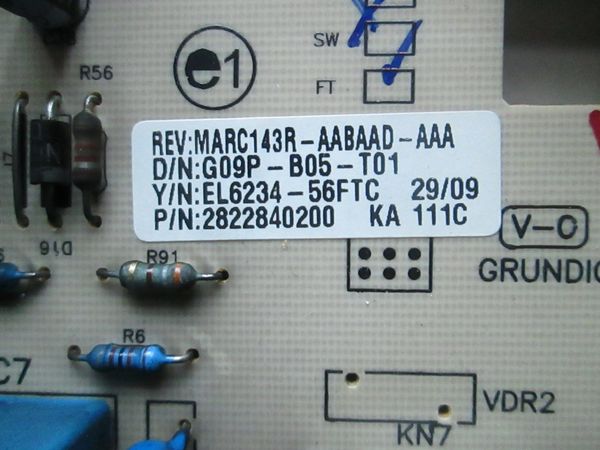 SW
FT
e1
R56
REV:MARC143R-AABAAD-AAA
D/N:G09P-B05-T01
Y/N:EL6234-56FTC 29/09
P/N:2822840200 KA 111C
V-0
GRUNDIG
D16
R91
R6
C7
VDR2
KN7